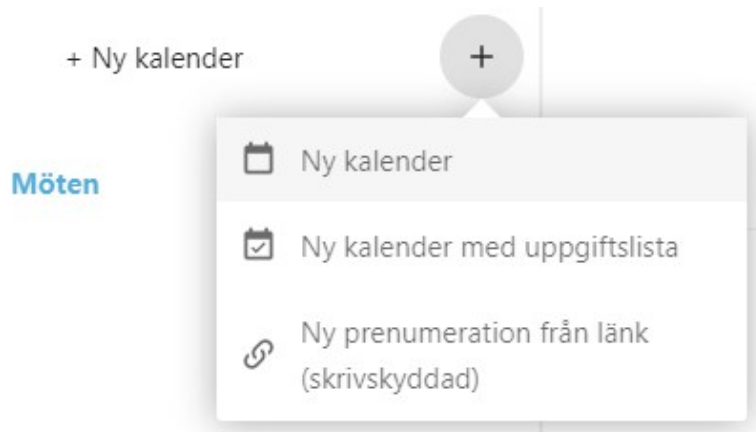 + Ny kalender
+
Ny kalender
Möten
Ny kalender med uppgiftslista
Ny prenumeration från länk
(skrivskyddad)